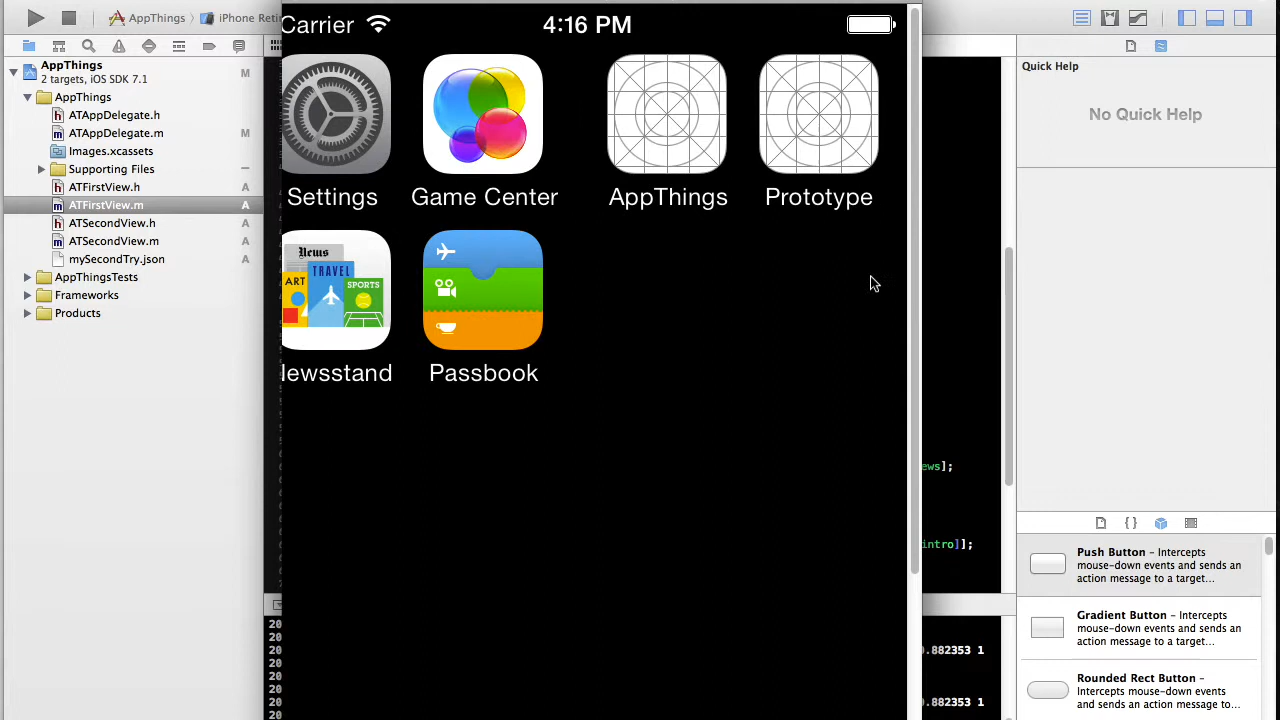 AppThings
iPhone Reti
AppThings
2 targets, iOS SDK 7.1
M
AppThings
ATAppDelegate.h
ATAppDelegate.m
M
Images.xcassets
Supporting Files
ATFirstView.h
A
ATFirstView.m
A
ATSecondView.h
A
ATSecondView.m
A
mySecondTry.json
A
AppThingsTests
Frameworks
Products
Carrier
4:16 PM
Settings
Game Center
AppThings
Prototype
News
ART
TRAVEL
SPORTS
lewsstand
Passbook
ews];
intro]];
20
20
20
20
20
20
20
20
0.882353 1
0.882353 1
Quick Help
No Quick Help
Push Button – Intercepts
mouse-down events and sends an
action message to a target...
Gradient Button – Intercepts
mouse-down events and sends an
action message to a target...
Rounded Rect Button –
Intercepts mouse-down events
and sends an action message to...